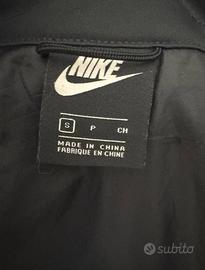 NIKE
S P CH
MADE IN CHINA
FABRIQUÉ EN CHINE
subito